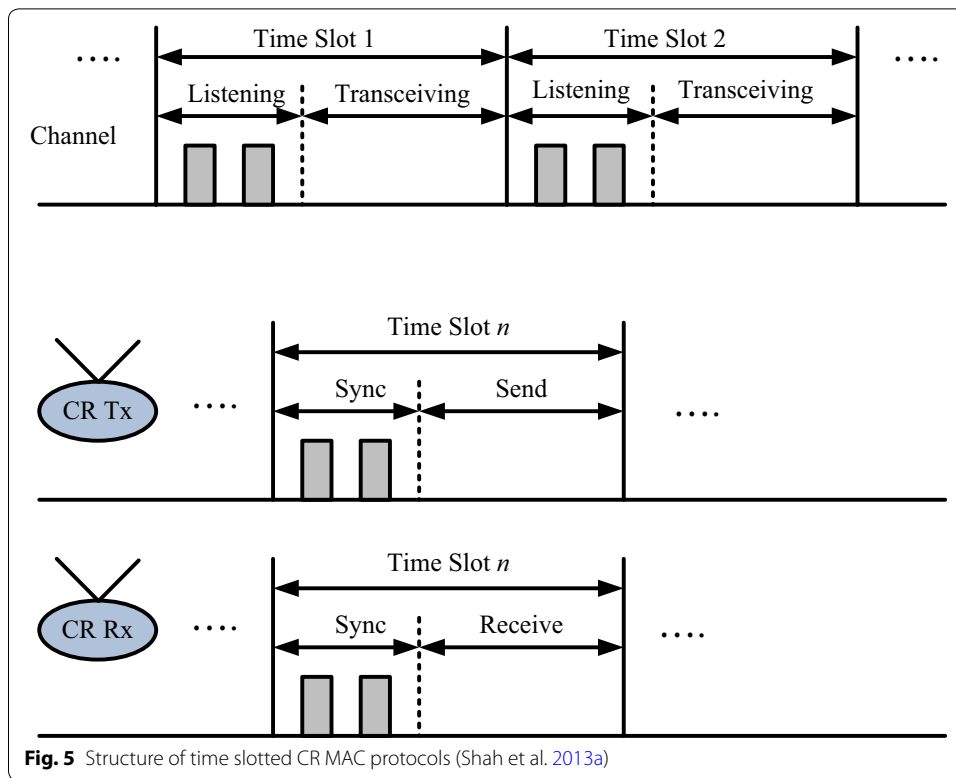 Time Slot 1 Time Slot 2
.... ....
Listening Transceiving Listening Transceiving
Channel
Time Slot n
CR Tx .... Sync Send ....
Time Slot n
CR Rx .... Sync Receive ....
Fig. 5 Structure of time slotted CR MAC protocols (Shah et al. 2013a)